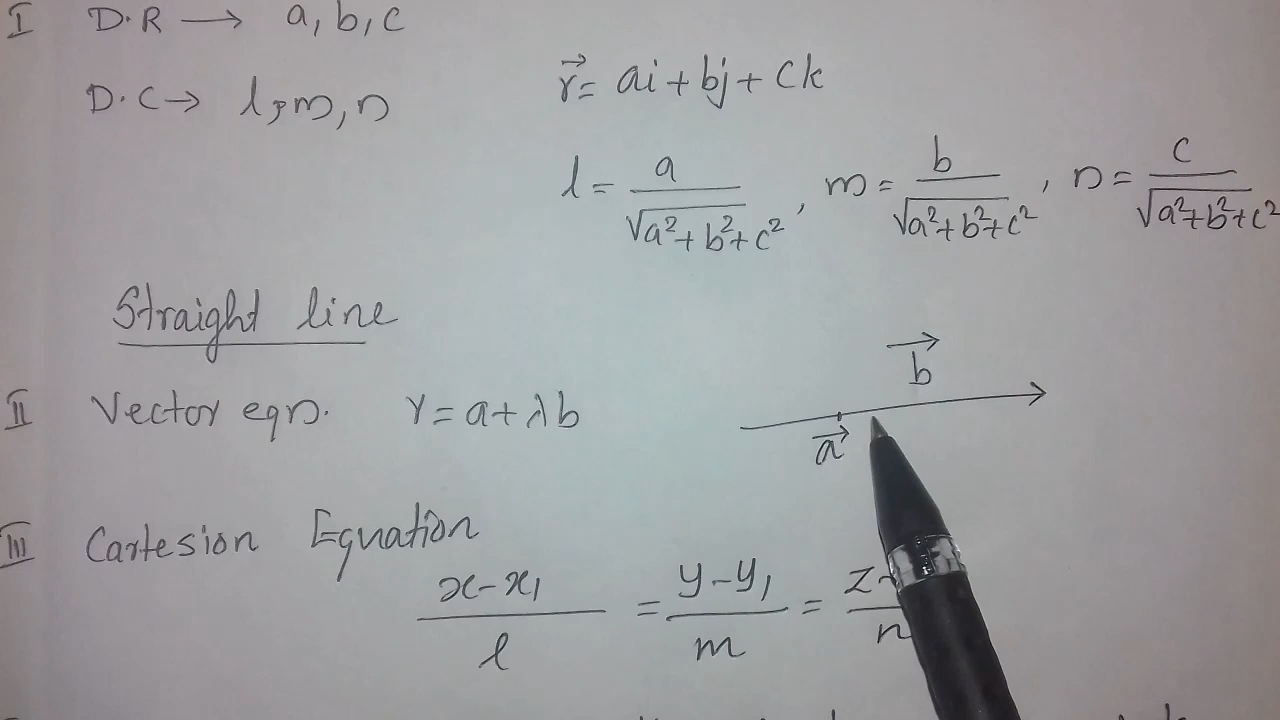 I D.R → a, b, c
D.C → l, m, n
r⃗ = ai + bj + ck
l = a/√a²+b²+c², m = b/√a²+b²+c², n = c/√a²+b²+c²
Straight line
b⃗
II Vector eqn. r = a + λb
a⃗
III Cartesion Equation
x-x₁/l = y-y₁/m = z-/n